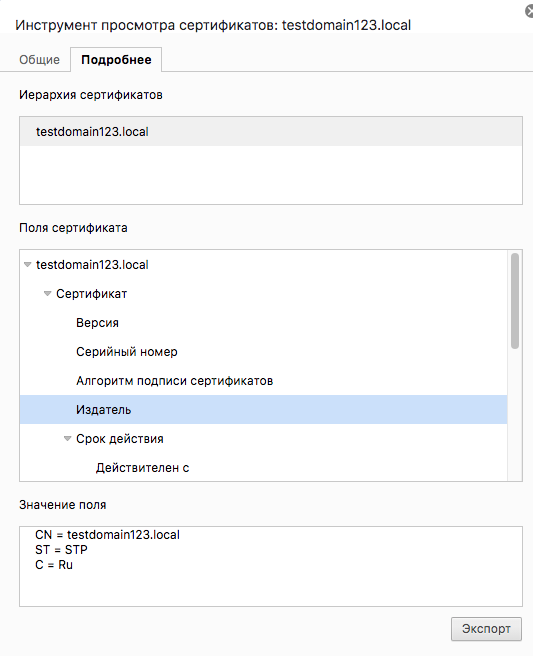 Инструмент просмотра сертификатов: testdomain123.local
Общие
Подробнее
Иерархия сертификатов
testdomain123.local
Поля сертификата
testdomain123.local
Сертификат
Версия
Серийный номер
Алгоритм подписи сертификатов
Издатель
Срок действия
Действителен с
Значение поля
CN = testdomain123.local
ST = STP
C = Ru
Экспорт